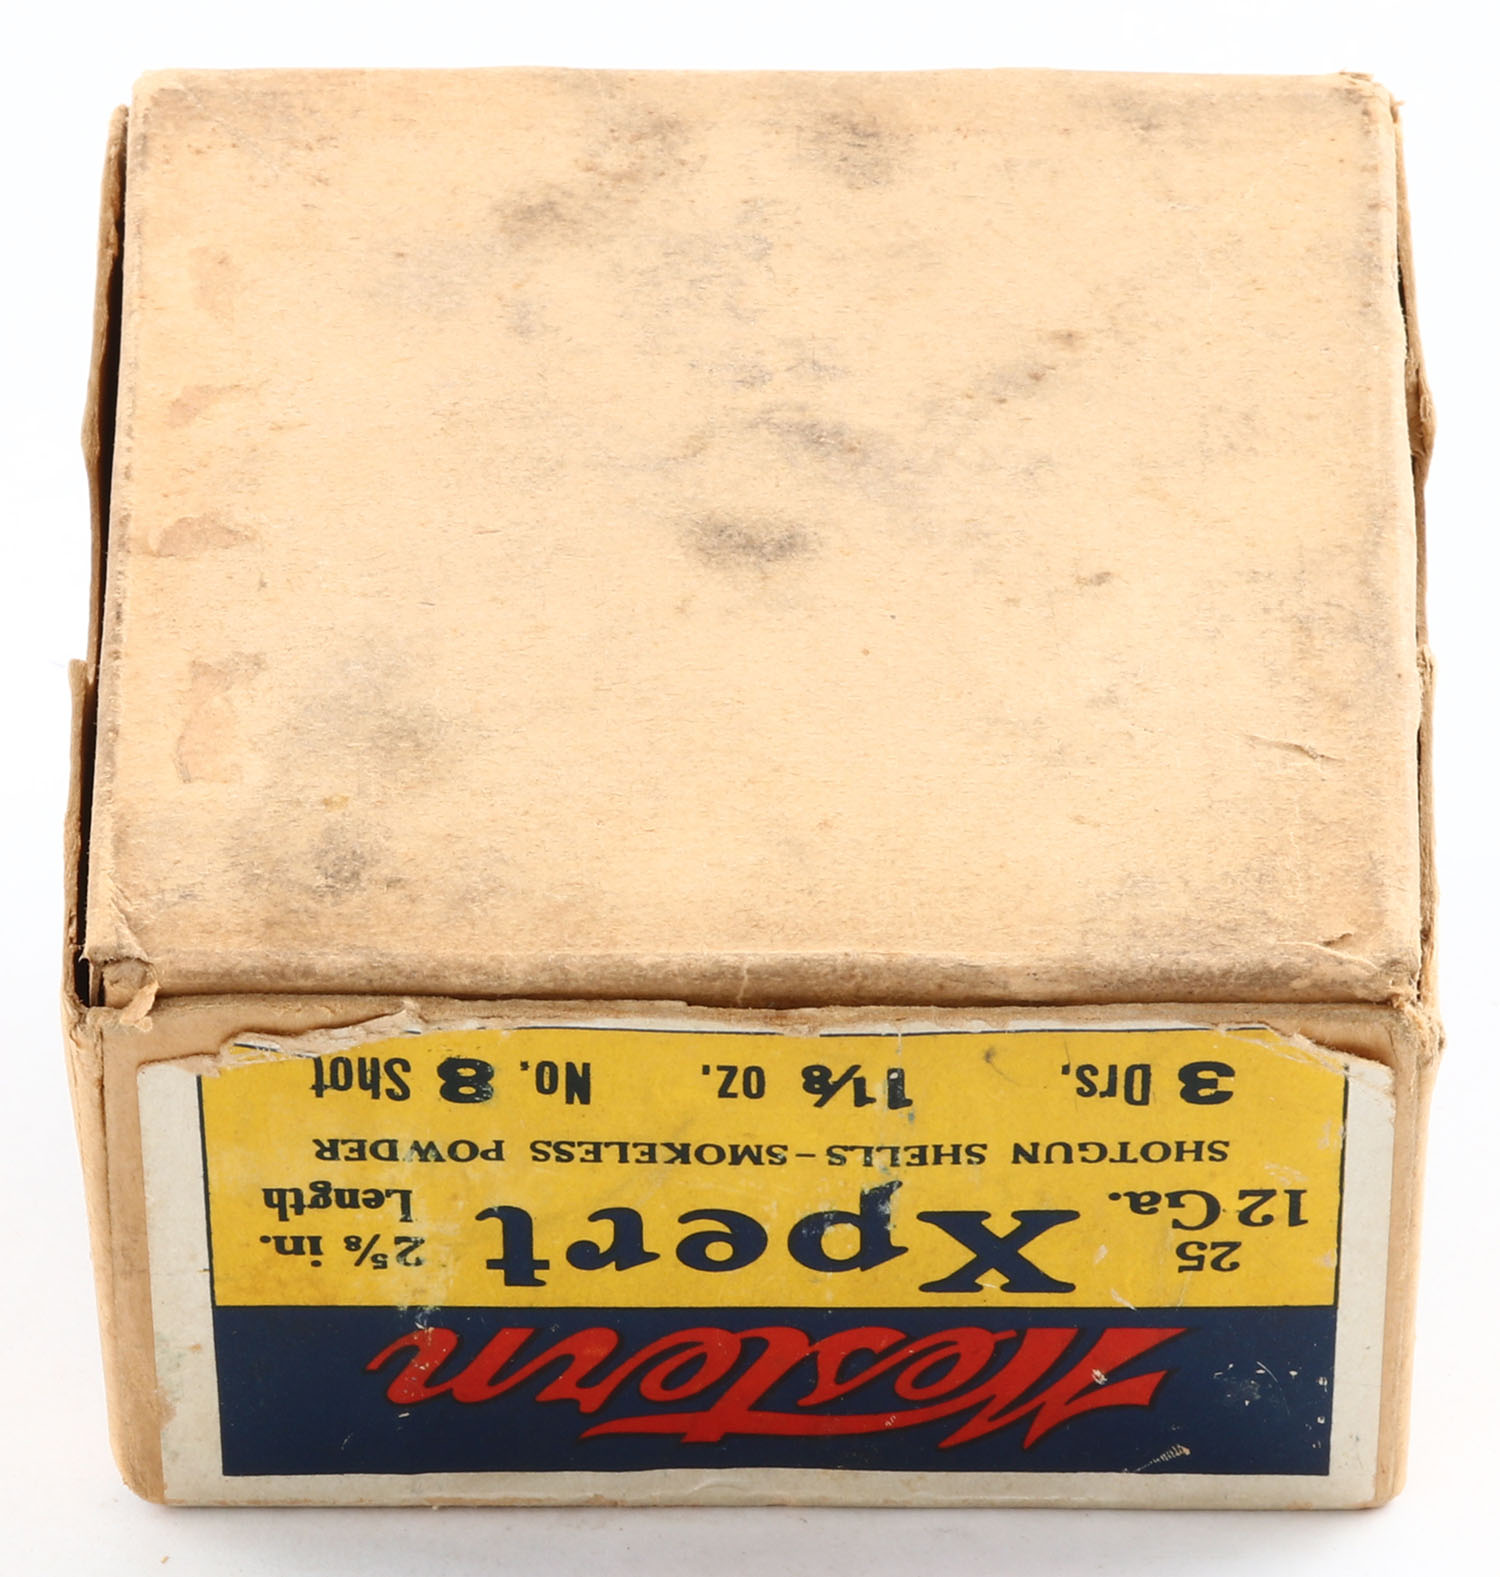 Western
25
12 Ga.
Xpert
2⅝ in.
Length
SHOTGUN SHELLS-SMOKELESS POWDER
3 Drs. 1⅛ oz. No. 8 Shot